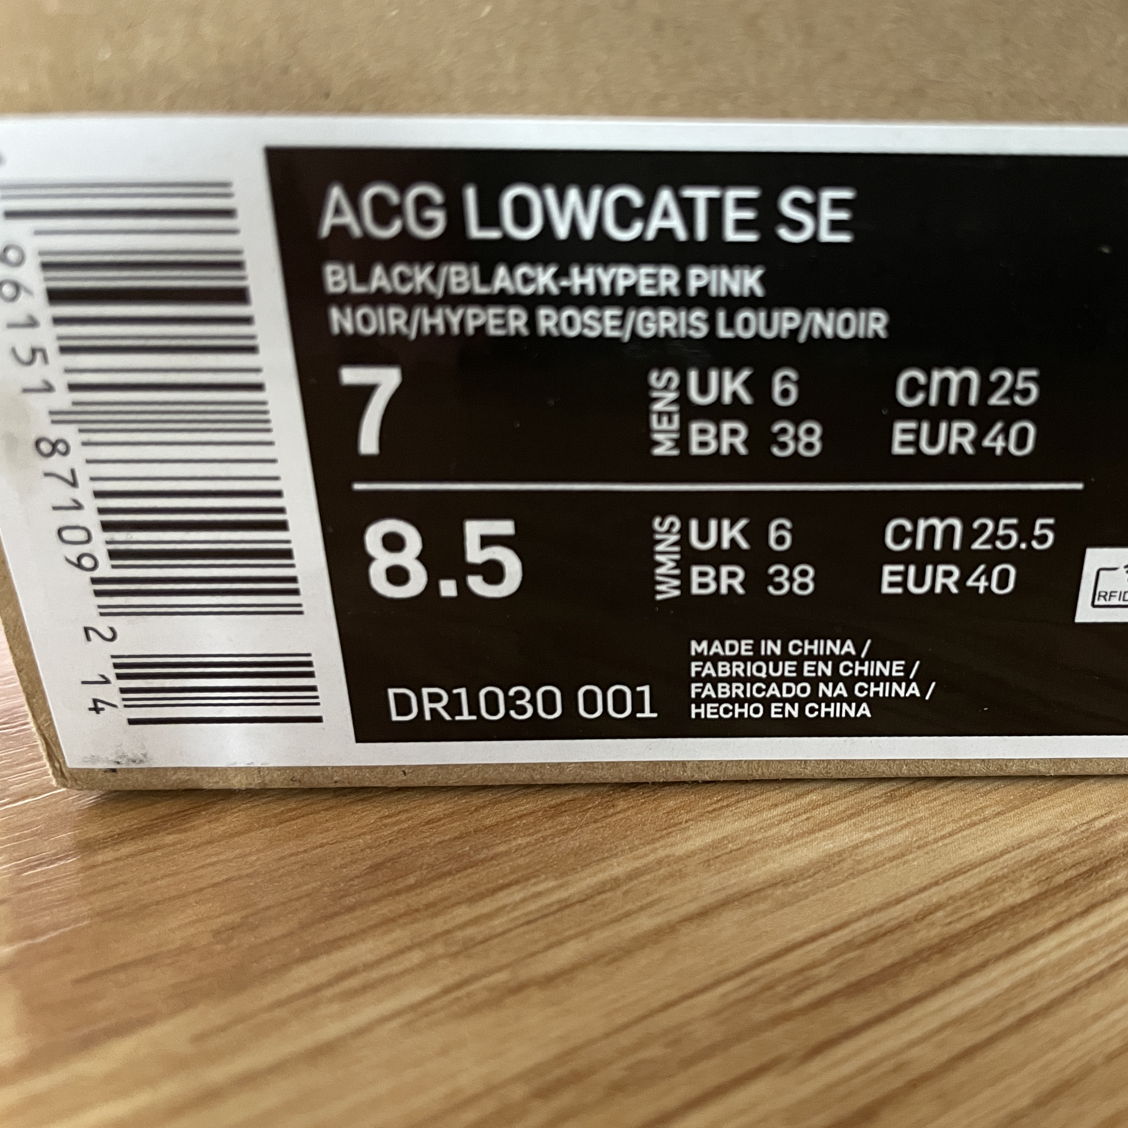 ACG LOWCATE SE
BLACK/BLACK-HYPER PINK
NOIR/HYPER ROSE/GRIS LOUP/NOIR
7
MENS
UK 6 cm 25
BR 38 EUR 40
8.5
WMNS
UK 6 cm 25.5
BR 38 EUR 40
RFID
DR1030 001
MADE IN CHINA /
FABRIQUE EN CHINE /
FABRICADO NA CHINA /
HECHO EN CHINA
96151 87109 2 14